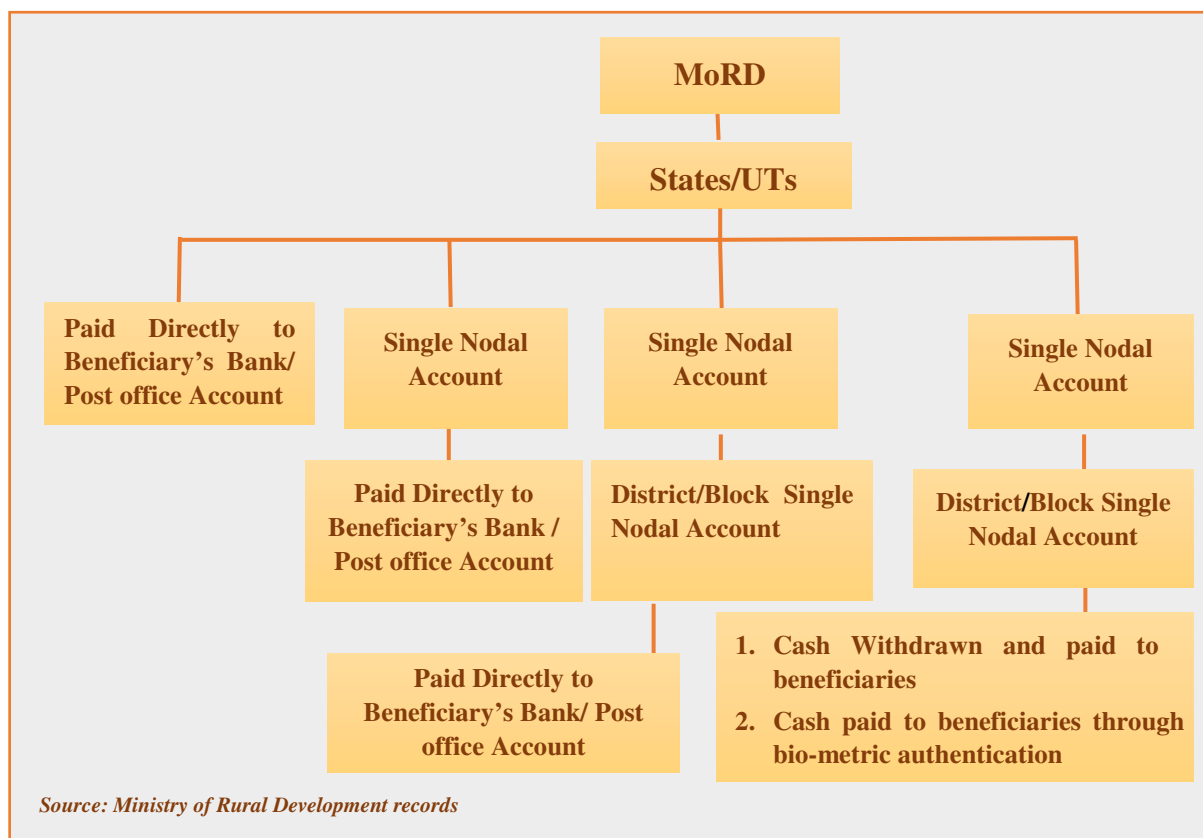 MoRD
States/UTs
Paid Directly to
Beneficiary’s Bank/
Post office Account
Single Nodal
Account
Single Nodal
Account
Single Nodal
Account
Paid Directly to
Beneficiary’s Bank /
Post office Account
District/Block Single
Nodal Account
District/Block Single
Nodal Account
Paid Directly to
Beneficiary’s Bank/ Post
office Account
1. Cash Withdrawn and paid to
beneficiaries
2. Cash paid to beneficiaries through
bio-metric authentication
Source: Ministry of Rural Development records